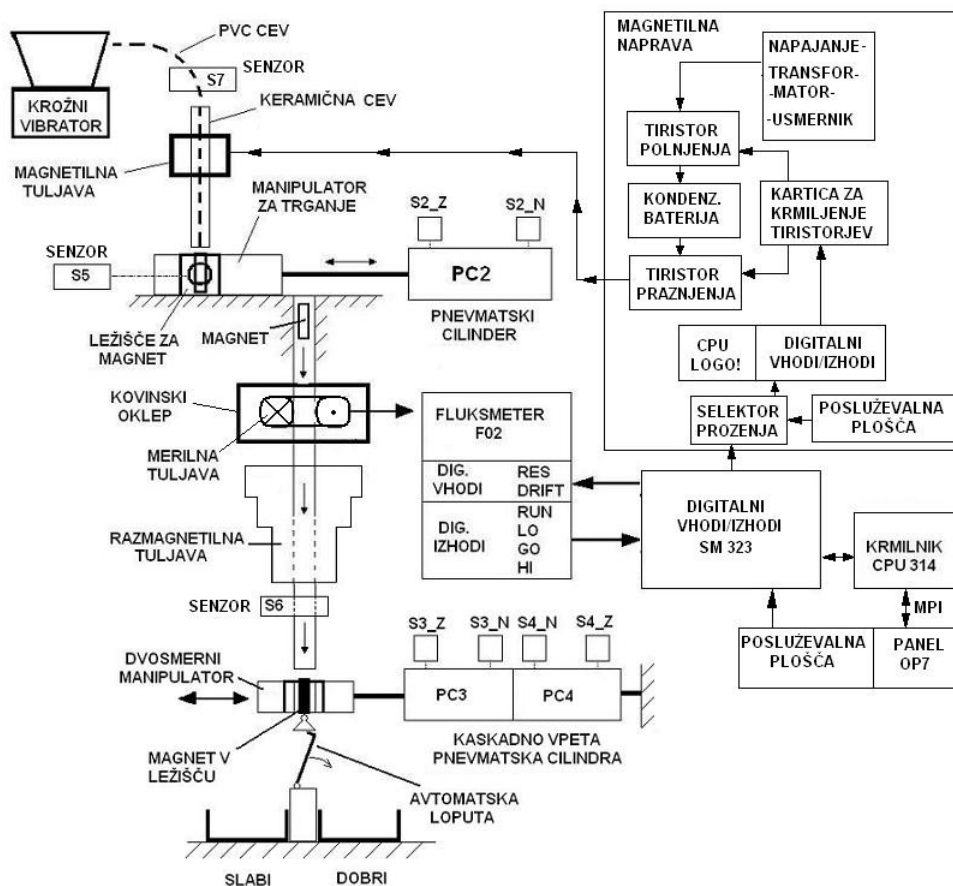 PVC CEV
SENZOR
S7
KROŽNI
VIBRATOR
KERAMIČNA CEV
MAGNETILNA
TULJAVA
MANIPULATOR
ZA TRGANJE
SENZOR
S5
LEŽIŠČE ZA
MAGNET
S2_Z
S2_N
PC2
PNEVMATSKI
CILINDER
MAGNET
KOVINSKI
OKLEP
MERILNA
TULJAVA
FLUKSMETER
F02
DIG.
VHODI
RES
DRIFT
DIG.
IZHODI
RUN
LO
GO
HI
RAZMAGNETILNA
TULJAVA
SENZOR
S6
DVOSMERNI
MANIPULATOR
S3_Z
S3_N
S4_N
S4_Z
PC3
PC4
KASKADNO VPETA
PNEVMATSKA CILINDRA
MAGNET V
LEŽIŠČU
AVTOMATSKA
LOPUTA
SLABI
DOBRI
MAGNETILNA
NAPRAVA
NAPAJANJE-
-TRANSFOR-
-MATOR-
-USMERNIK
TIRISTOR
POLNJENJA
KONDENZ.
BATERIJA
TIRISTOR
PRAZNJENJA
KARTICA ZA
KRMILJENJE
TIRISTORJEV
CPU
LOGO!
DIGITALNI
VHODI/IZHODI
SELEKTOR
PROZENJA
POSLUŽEVALNA
PLOŠČA
DIGITALNI
VHODI/IZHODI
SM 323
KRMILNIK
CPU 314
MPI
POSLUŽEVALNA
PLOŠČA
PANEL
OP7